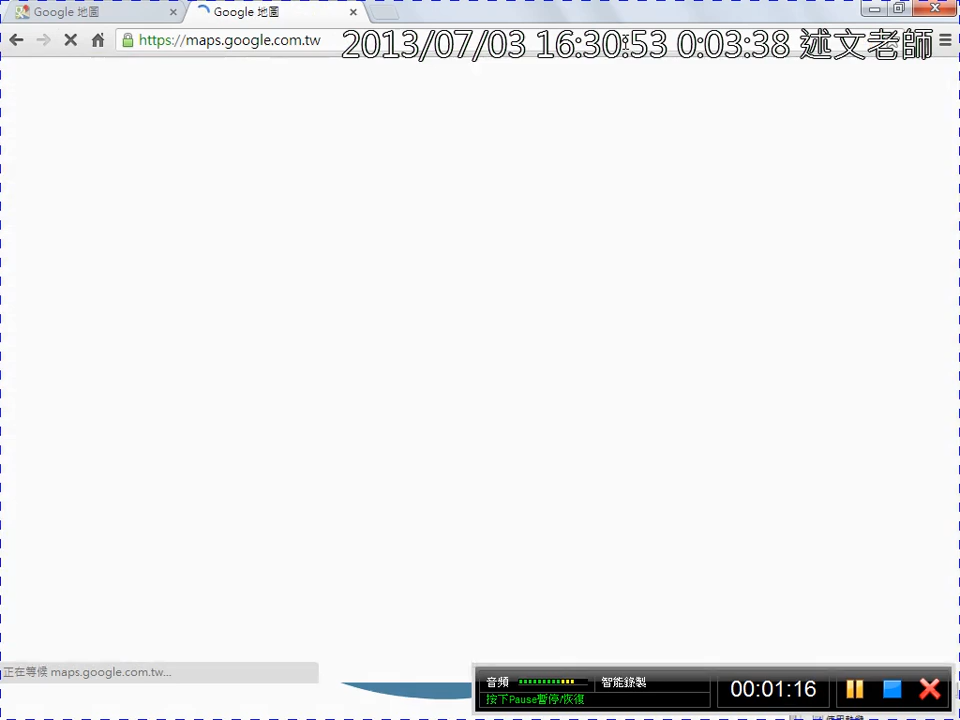 Google 地圖
Google 地圖
https://maps.google.com.tw
2013/07/03 16:30:53 0:03:38 述文老師
正在等候 maps.google.com.tw...
音頻
智能錄製
按下Pause暫停/恢復
00:01:16